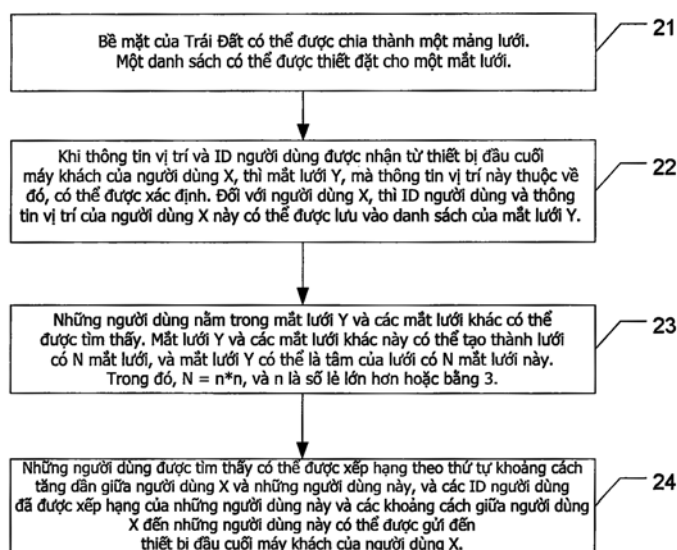 Bề mặt của Trái Đất có thể được chia thành một mạng lưới.
Một danh sách có thể được thiết đặt cho một mắt lưới.
21
Khi thông tin vị trí và ID người dùng được nhận từ thiết bị đầu cuối
máy khách của người dùng X, thì mắt lưới Y, mà thông tin vị trí này thuộc về
đó, có thể được xác định. Đối với người dùng X, thì ID người dùng và thông
tin vị trí của người dùng X này có thể được lưu vào danh sách của mắt lưới Y.
22
Những người dùng nằm trong mắt lưới Y và các mắt lưới khác có thể
được tìm thấy. Mắt lưới Y và các mắt lưới khác này có thể tạo thành lưới
có N mắt lưới, và mắt lưới Y có thể là tâm của lưới có N mắt lưới này.
Trong đó, N = n*n, và n là số lẻ lớn hơn hoặc bằng 3.
23
Những người dùng được tìm thấy có thể được xếp hạng theo thứ tự khoảng cách
tăng dần giữa người dùng X và những người dùng này, và các ID người dùng
đã được xếp hạng của những người dùng này và các khoảng cách giữa người dùng
X đến những người dùng này có thể được gửi đến
thiết bị đầu cuối máy khách của người dùng X.
24